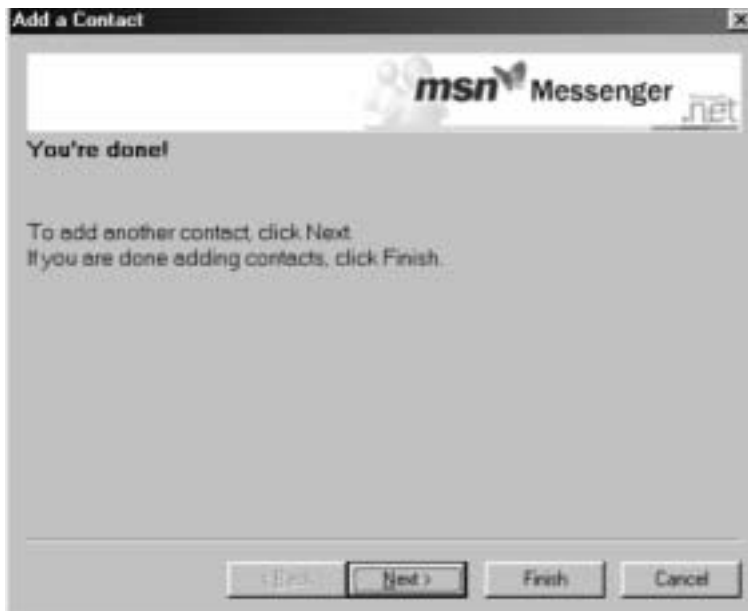 Add a Contact
msn Messenger
.net
You're done!
To add another contact, click Next.
If you are done adding contacts, click Finish.
< Back
Next >
Finish
Cancel